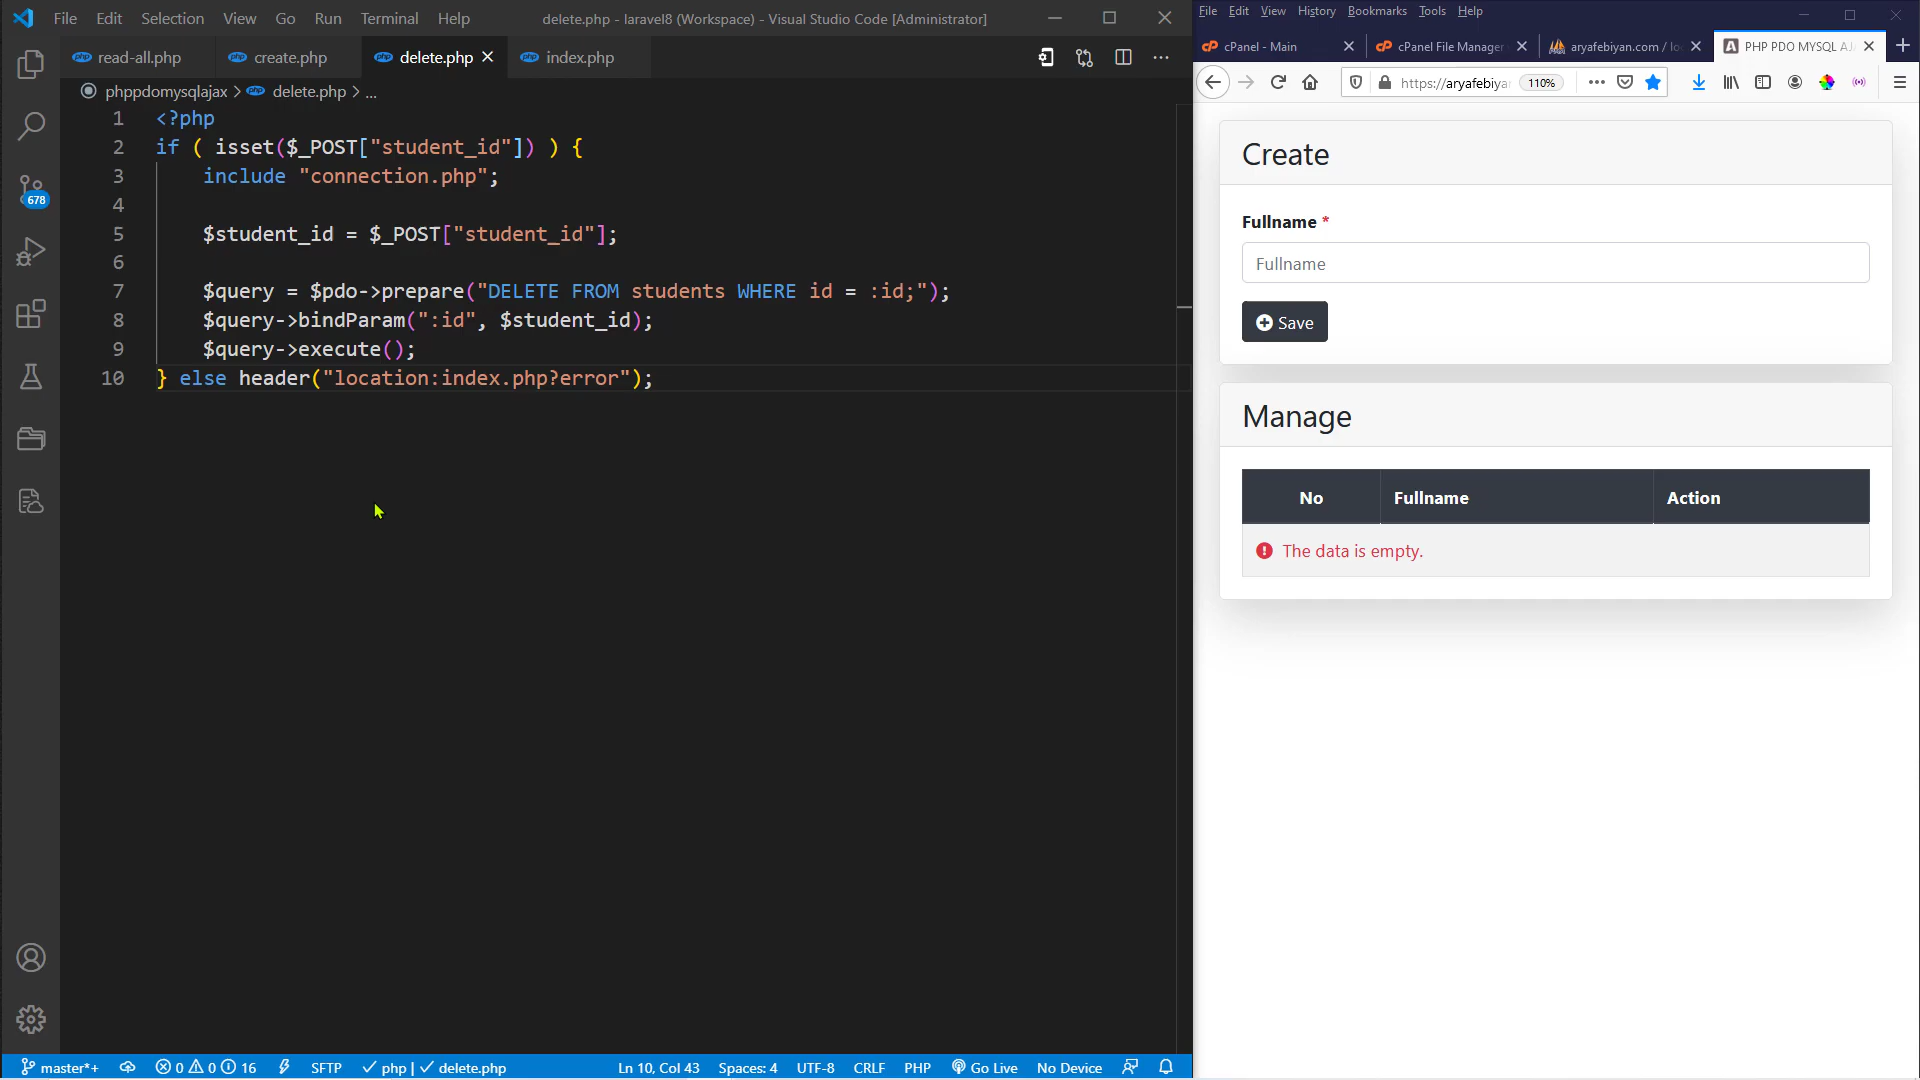 File Edit Selection View Go Run Terminal Help
delete.php - laravel8 (Workspace) - Visual Studio Code [Administrator]
read-all.php create.php delete.php index.php
phppdomysqlajax > delete.php > ...
1 <?php
2 if ( isset($_POST["student_id"]) ) {
3 include "connection.php";
4
5 $student_id = $_POST["student_id"];
6
7 $query = $pdo->prepare("DELETE FROM students WHERE id = :id;");
8 $query->bindParam(":id", $student_id);
9 $query->execute();
10 } else header("location:index.php?error");
678
master*+ 0 0 16 SFTP php | delete.php Ln 10, Col 43 Spaces: 4 UTF-8 CRLF PHP Go Live No Device
File Edit View History Bookmarks Tools Help
cPanel - Main cPanel File Manager aryafebiyan.com / lo PHP PDO MYSQL AJA
https://aryafebiya 110%
Create
Fullname *
Fullname
Save
Manage
No Fullname Action
The data is empty.